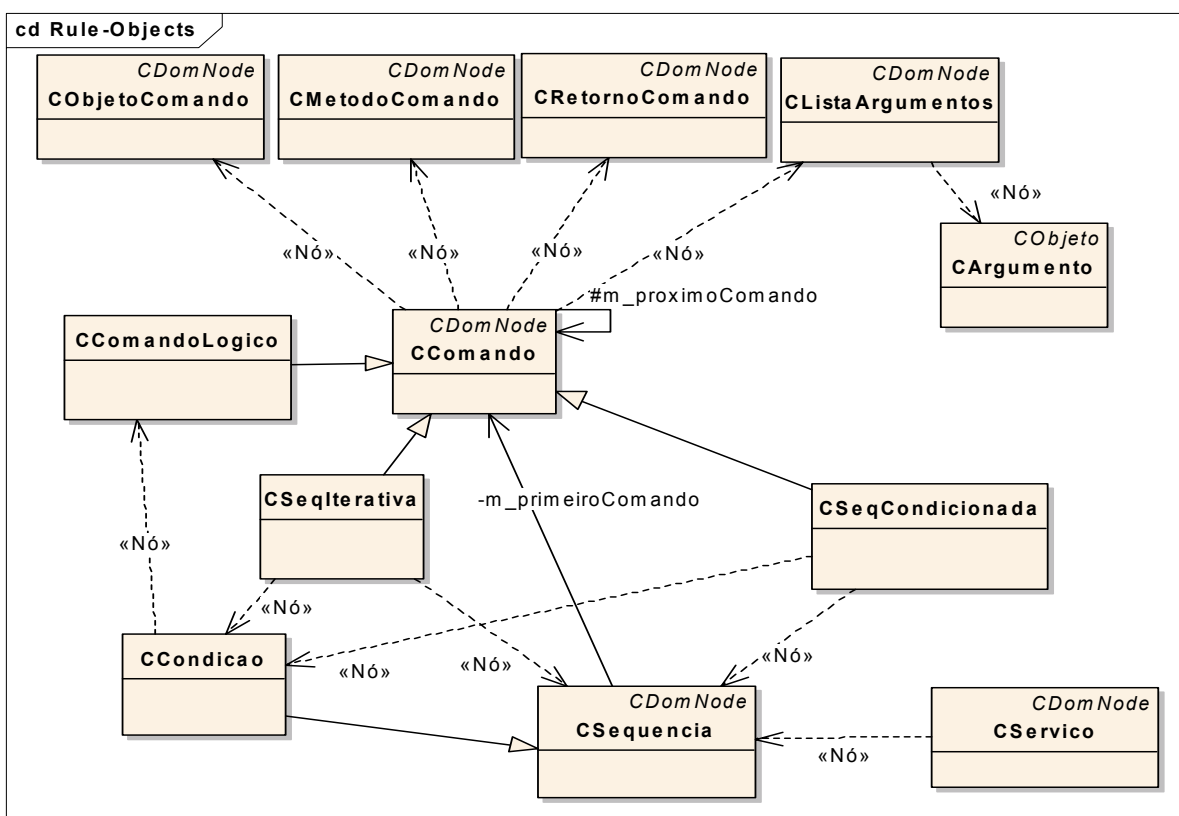 cd Rule-Objects
CDomNode
CObjetoComando
CDomNode
CMetodoComando
CDomNode
CRetornoComando
CDomNode
CListaArgumentos
«Nó»
CObjeto
CArgumento
«Nó»
«Nó»
«Nó»
«Nó»
#m_proximoComando
CDomNode
CComando
CComandoLogico
CSeqIterativa
-m_primeiroComando
CSeqCondicionada
«Nó»
«Nó»
CCondicao
«Nó»
«Nó»
«Nó»
CDomNode
CSequencia
CDomNode
CServico
«Nó»